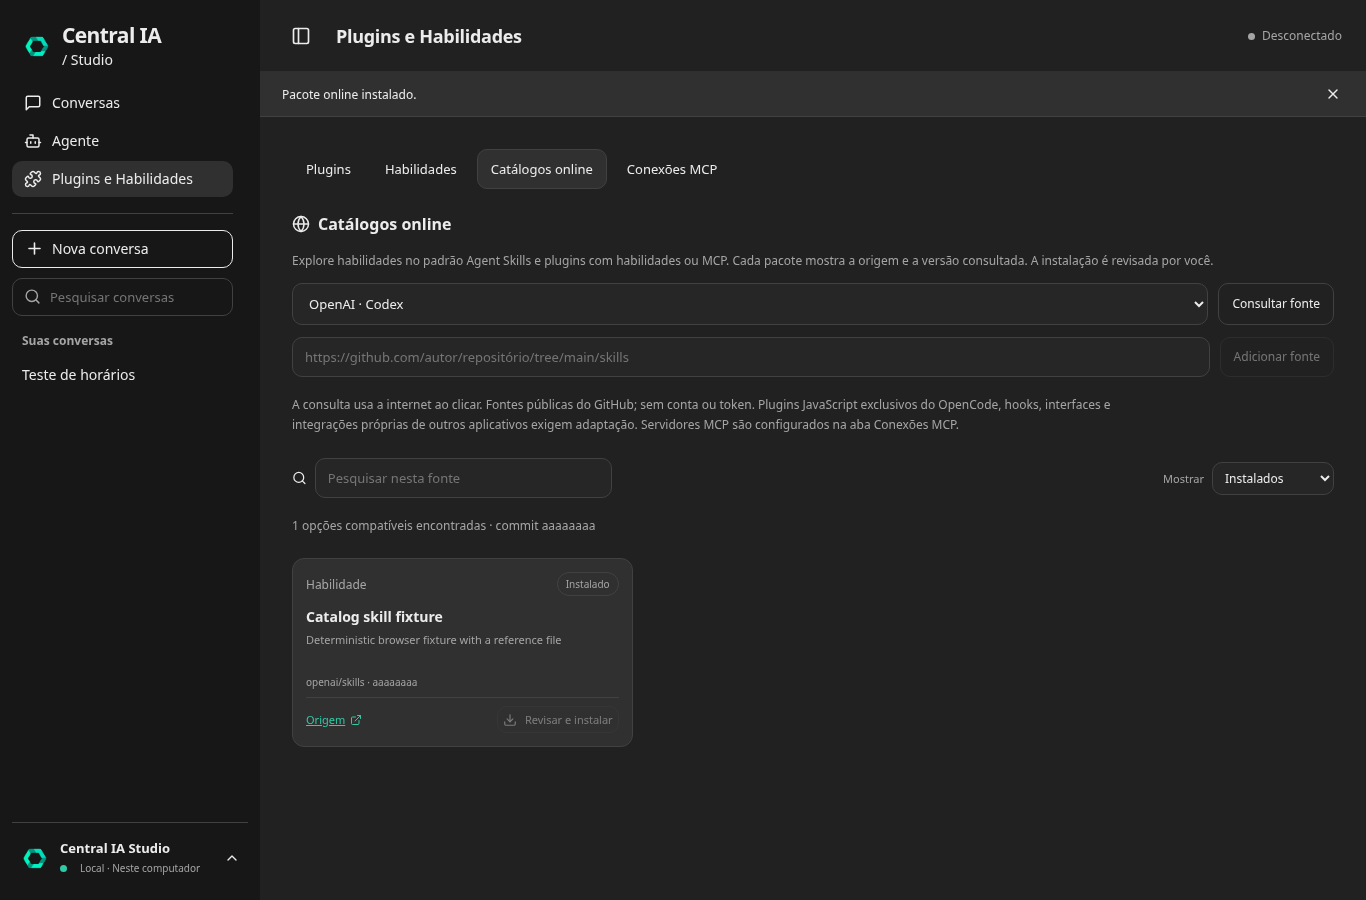 Central IA
/ Studio
Conversas
Agente
Plugins e Habilidades
Nova conversa
Pesquisar conversas
Suas conversas
Teste de horários
Central IA Studio
Local · Neste computador
Plugins e Habilidades
Desconectado
Pacote online instalado.
Plugins
Habilidades
Catálogos online
Conexões MCP
Catálogos online
Explore habilidades no padrão Agent Skills e plugins com habilidades ou MCP. Cada pacote mostra a origem e a versão consultada. A instalação é revisada por você.
OpenAI · Codex
Consultar fonte
https://github.com/autor/repositório/tree/main/skills
Adicionar fonte
A consulta usa a internet ao clicar. Fontes públicas do GitHub; sem conta ou token. Plugins JavaScript exclusivos do OpenCode, hooks, interfaces e
integrações próprias de outros aplicativos exigem adaptação. Servidores MCP são configurados na aba Conexões MCP.
Pesquisar nesta fonte
Mostrar
Instalados
1 opções compatíveis encontradas · commit aaaaaaaa
Habilidade
Instalado
Catalog skill fixture
Deterministic browser fixture with a reference file
openai/skills · aaaaaaaa
Origem
Revisar e instalar